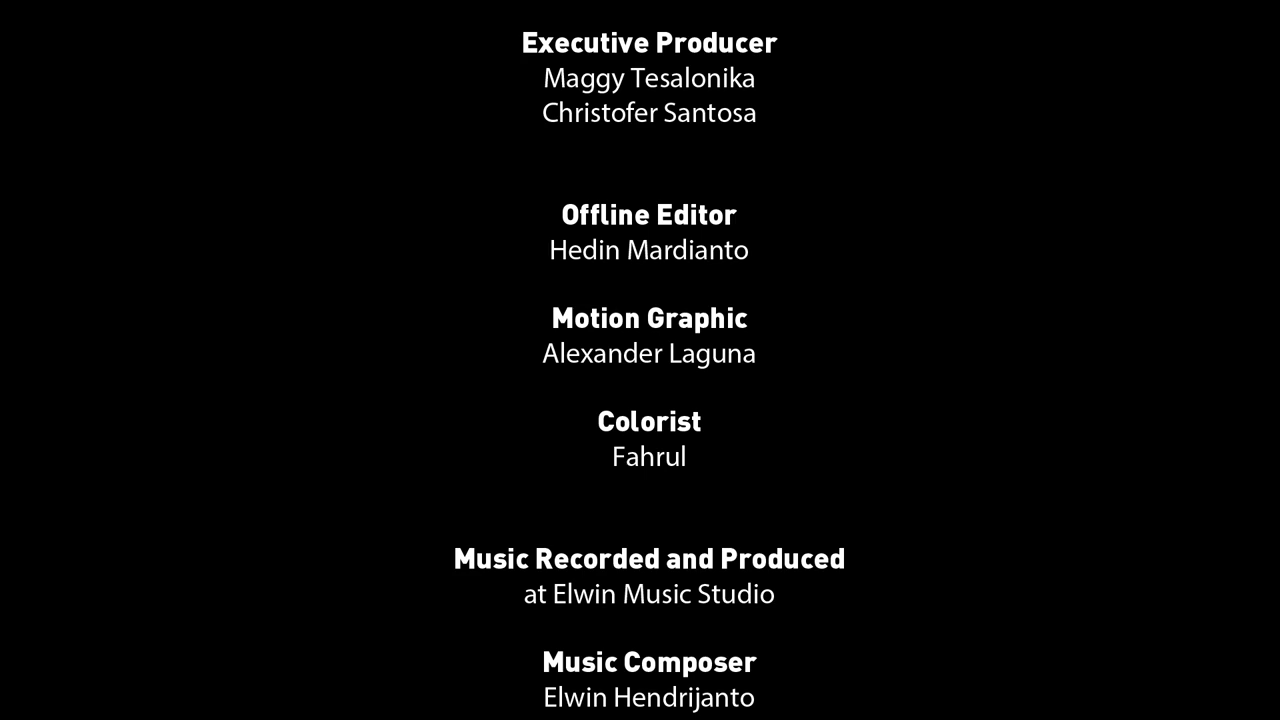 Executive Producer
Maggy Tesalonika
Christofer Santosa
Offline Editor
Hedin Mardianto
Motion Graphic
Alexander Laguna
Colorist
Fahrul
Music Recorded and Produced
at Elwin Music Studio
Music Composer
Elwin Hendrijanto